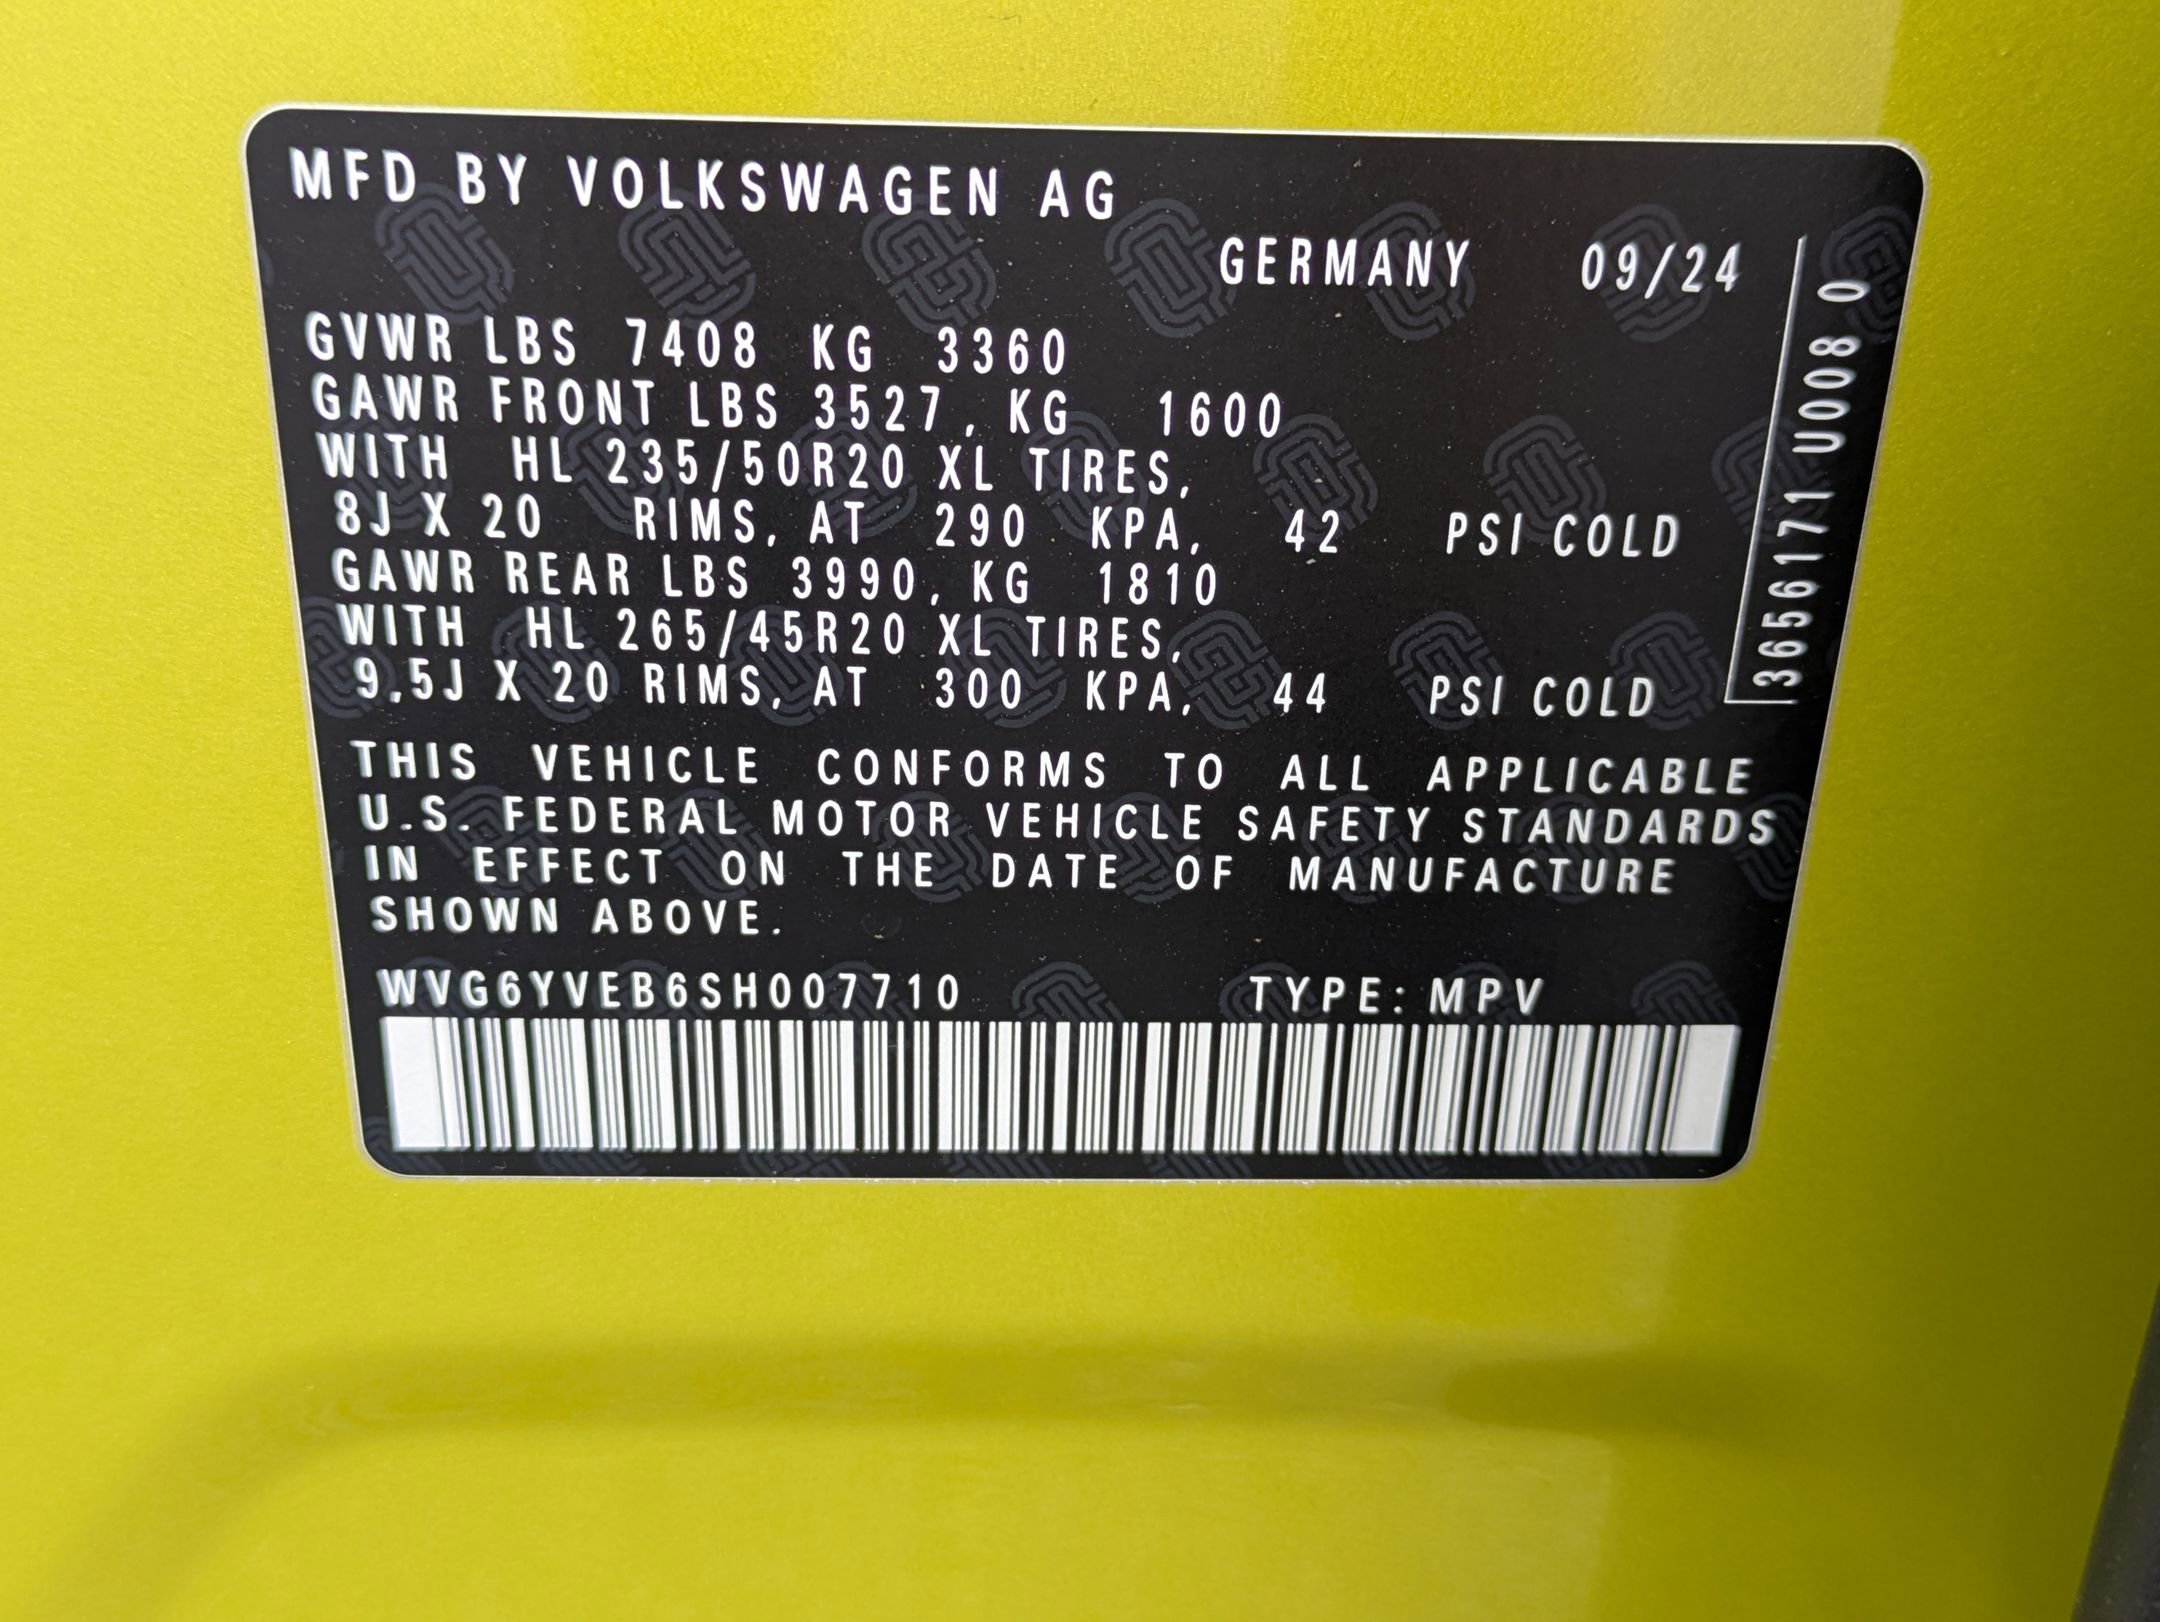 MFD BY VOLKSWAGEN AG
GERMANY 09/24
GVWR LBS 7408 KG 3360
GAWR FRONT LBS 3527, KG 1600
WITH HL 235/50R20 XL TIRES,
8J X 20 RIMS, AT 290 KPA, 42 PSI COLD
GAWR REAR LBS 3990, KG 1810
WITH HL 265/45R20 XL TIRES,
9,5J X 20 RIMS, AT 300 KPA, 44 PSI COLD
THIS VEHICLE CONFORMS TO ALL APPLICABLE
U.S. FEDERAL MOTOR VEHICLE SAFETY STANDARDS
IN EFFECT ON THE DATE OF MANUFACTURE
SHOWN ABOVE.
WVG6YVEB6SH007710 TYPE: MPV
3656171 U008 0